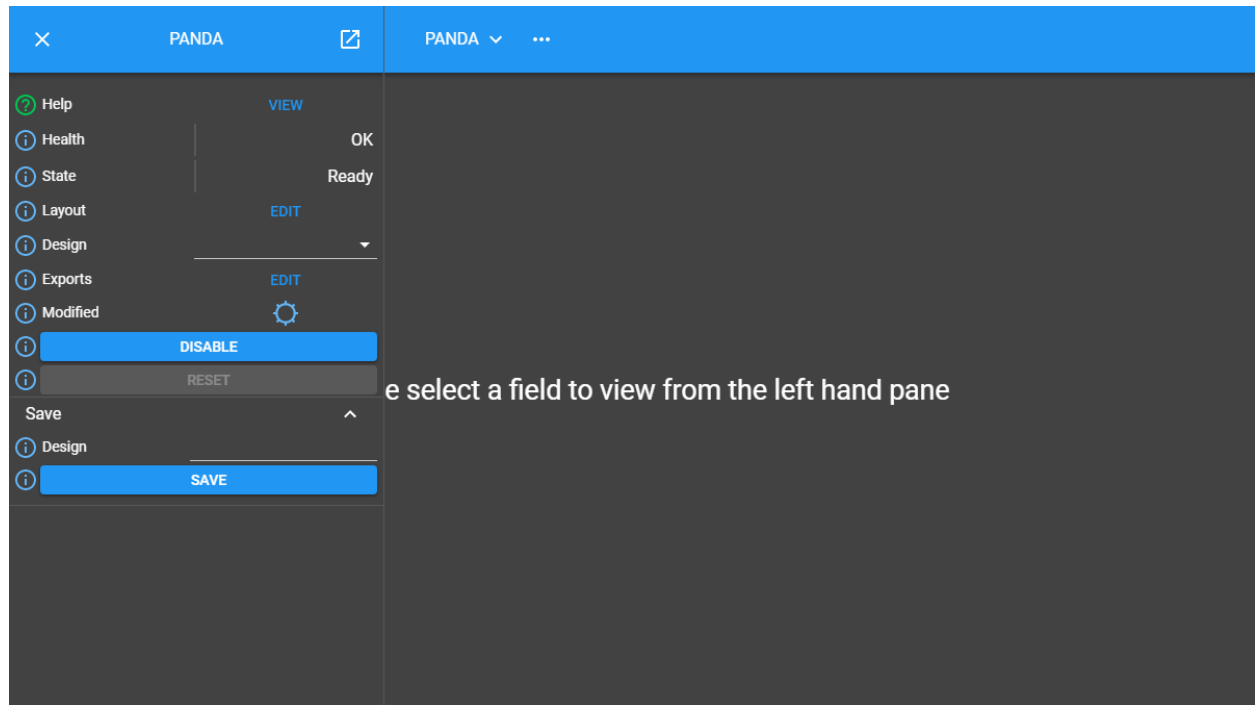 PANDA
PANDA
Help VIEW
Health OK
State Ready
Layout EDIT
Design
Exports EDIT
Modified
DISABLE
RESET
e select a field to view from the left hand pane
Save
Design
SAVE